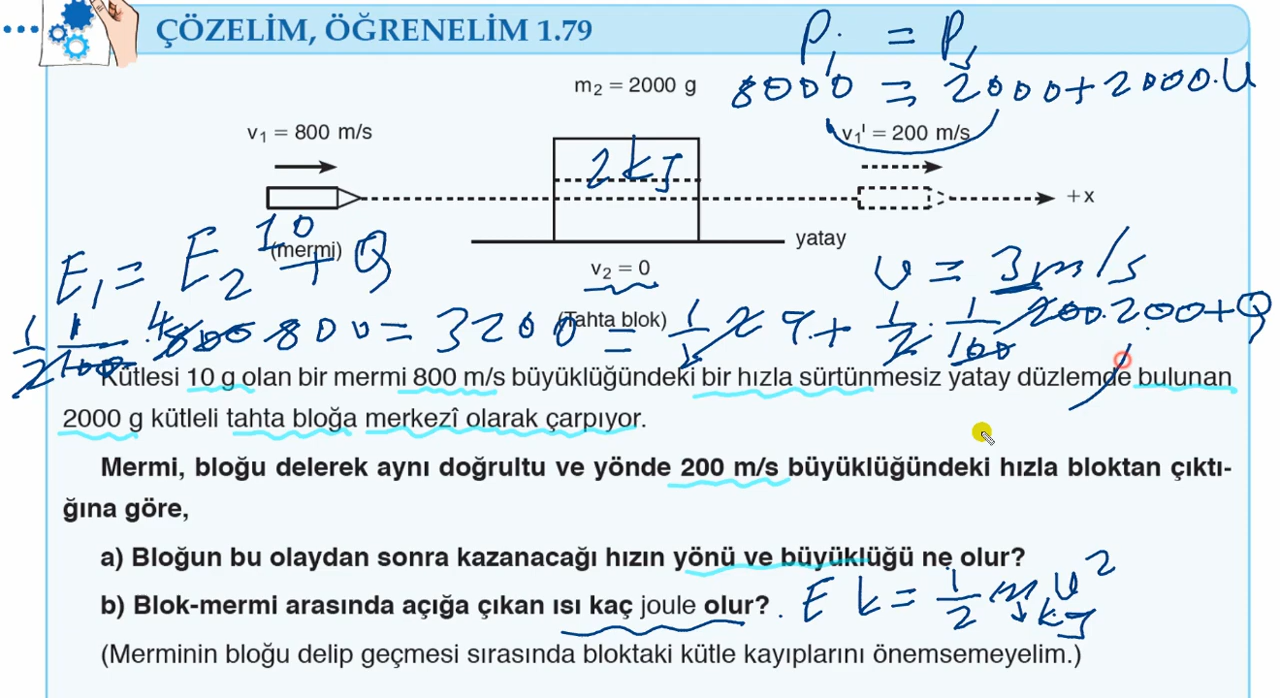 ÇÖZELİM, ÖĞRENELİM 1.79
P₁ = P₂
m₂ = 2000 g
8000 = 2000+2000.U
v₁ = 800 m/s
v₁' = 200 m/s
2 kg
+x
10
(mermi)
yatay
E₁ = E₂ + Q
v₂ = 0
U = 3m/s
(Tahta blok)
1/2 1/100 . 800 4 800 = 3200 = 1/2 2 9 + 1/2 . 1/100 200.200+Q
Kütlesi 10 g olan bir mermi 800 m/s büyüklüğündeki bir hızla sürtünmesiz yatay düzlemde bulunan
2000 g kütleli tahta bloğa merkezî olarak çarpıyor.
Mermi, bloğu delerek aynı doğrultu ve yönde 200 m/s büyüklüğündeki hızla bloktan çıktı-
ğına göre,
a) Bloğun bu olaydan sonra kazanacağı hızın yönü ve büyüklüğü ne olur?
b) Blok-mermi arasında açığa çıkan ısı kaç joule olur?
Ek = 1/2 m U²
kg
(Merminin bloğu delip geçmesi sırasında bloktaki kütle kayıplarını önemsemeyelim.)